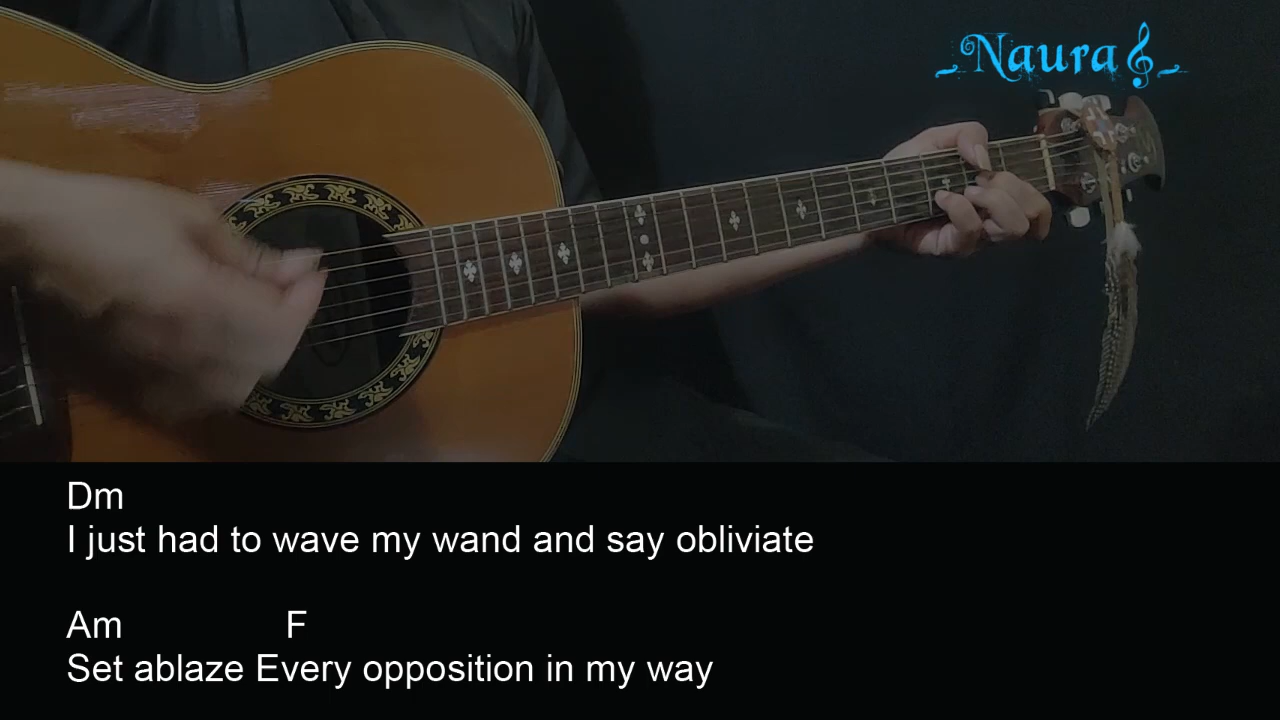 Naura
Dm
I just had to wave my wand and say obliviate
Am F
Set ablaze Every opposition in my way